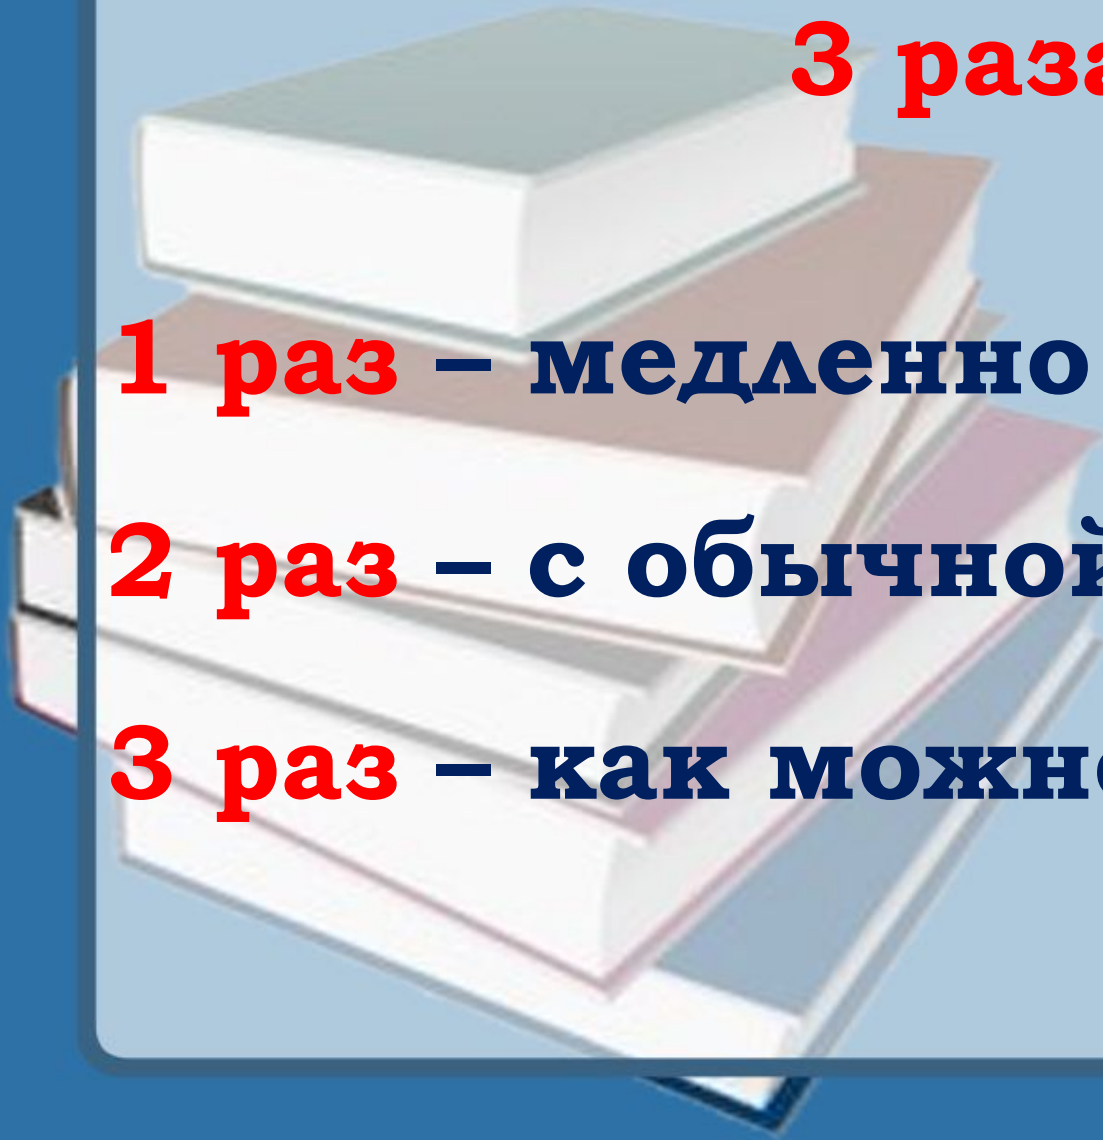 3 раза
1 раз – медленно
2 раз – с обычной
3 раз – как можно